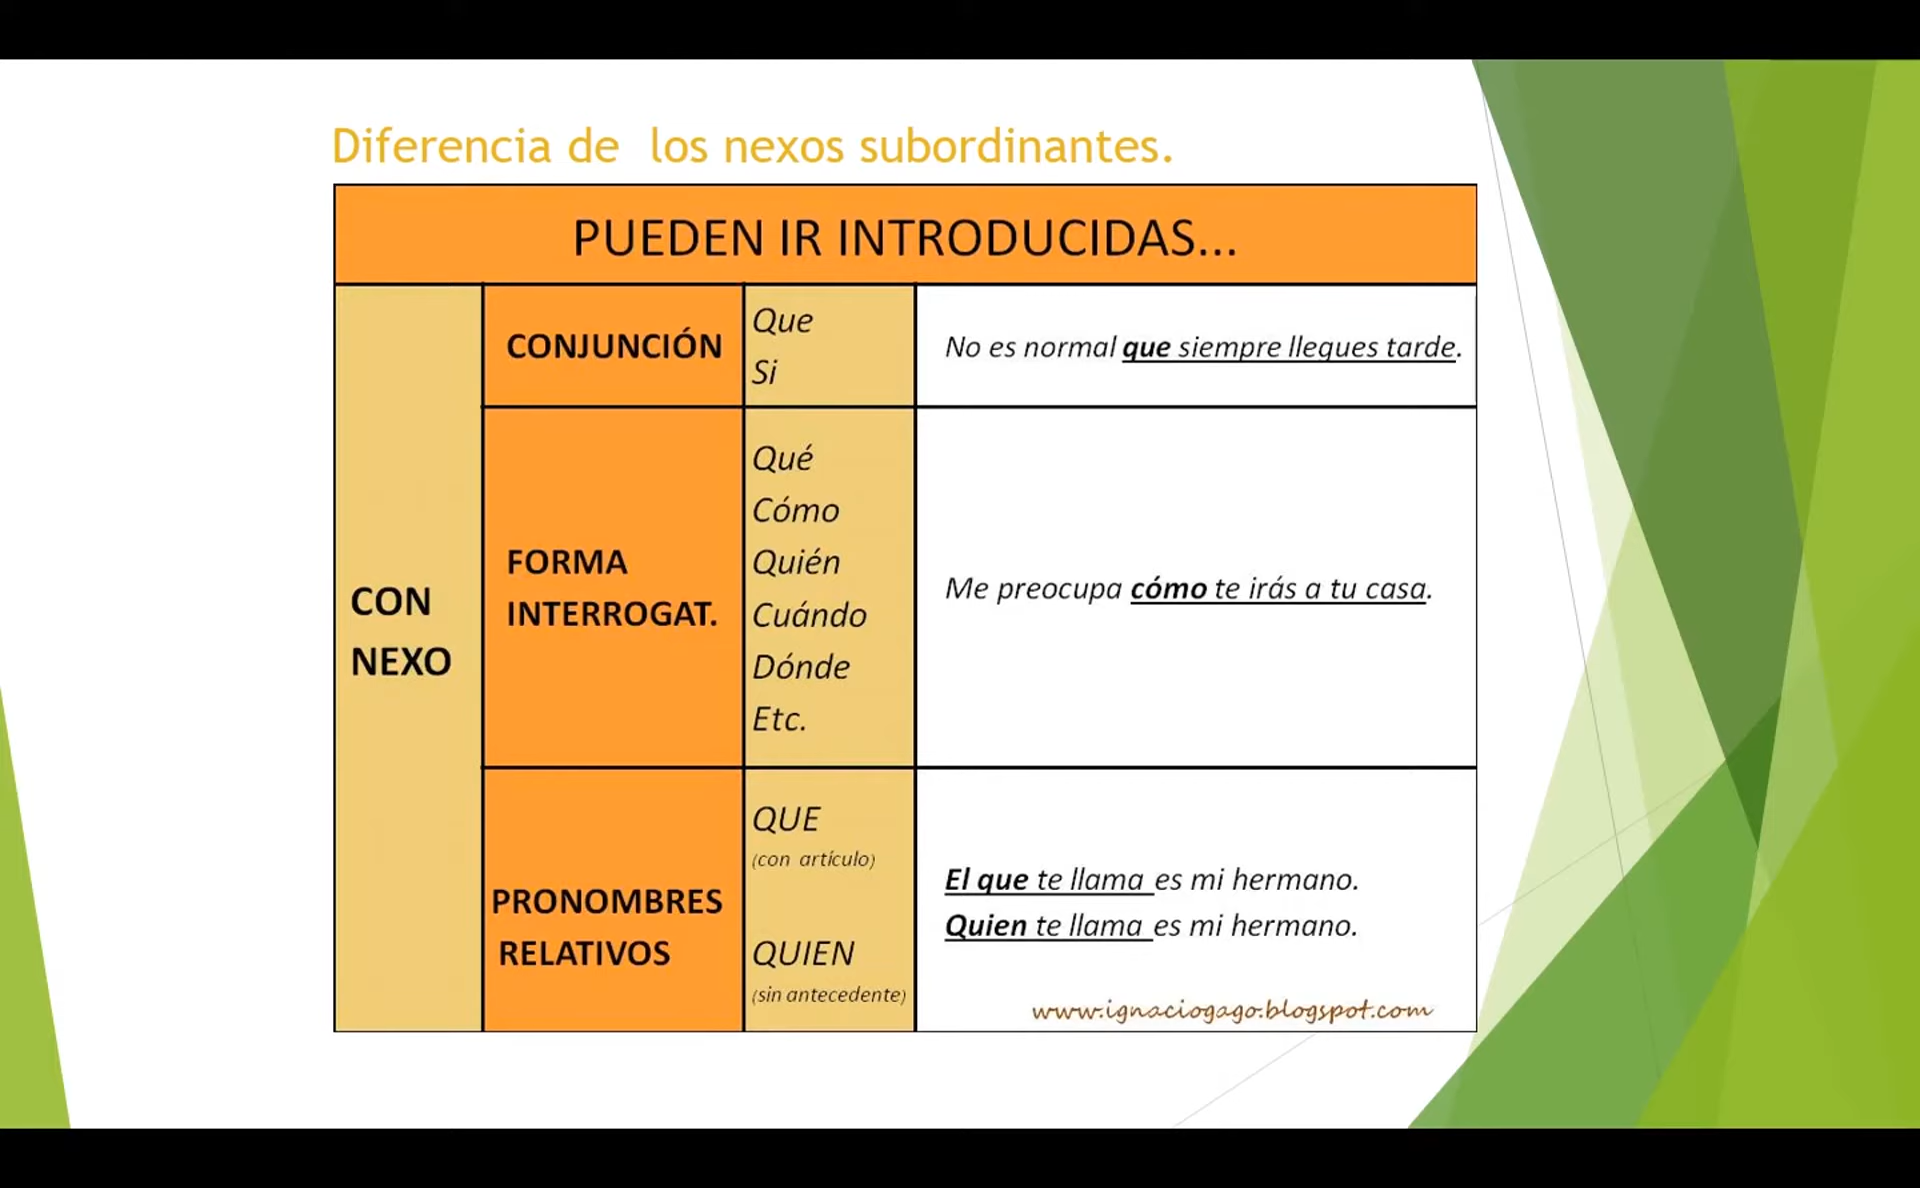 Diferencia de los nexos subordinantes.
PUEDEN IR INTRODUCIDAS...
CON
NEXO
CONJUNCIÓN
Que
Si
No es normal que siempre llegues tarde.
FORMA
INTERROGAT.
Qué
Cómo
Quién
Cuándo
Dónde
Etc.
Me preocupa cómo te irás a tu casa.
PRONOMBRES
RELATIVOS
QUE
(con artículo)
QUIEN
(sin antecedente)
El que te llama es mi hermano.
Quien te llama es mi hermano.
www.ignaciogago.blogspot.com